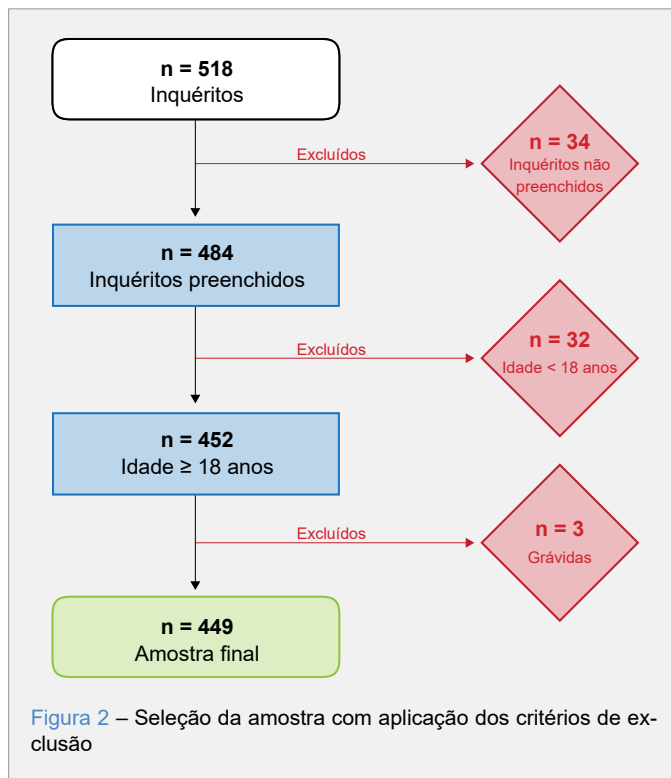 n = 518
Inquéritos
Excluídos
n = 34
Inquéritos não
preenchidos
n = 484
Inquéritos preenchidos
Excluídos
n = 32
Idade < 18 anos
n = 452
Idade ≥ 18 anos
Excluídos
n = 3
Grávidas
n = 449
Amostra final
Figura 2 – Seleção da amostra com aplicação dos critérios de ex-
clusão